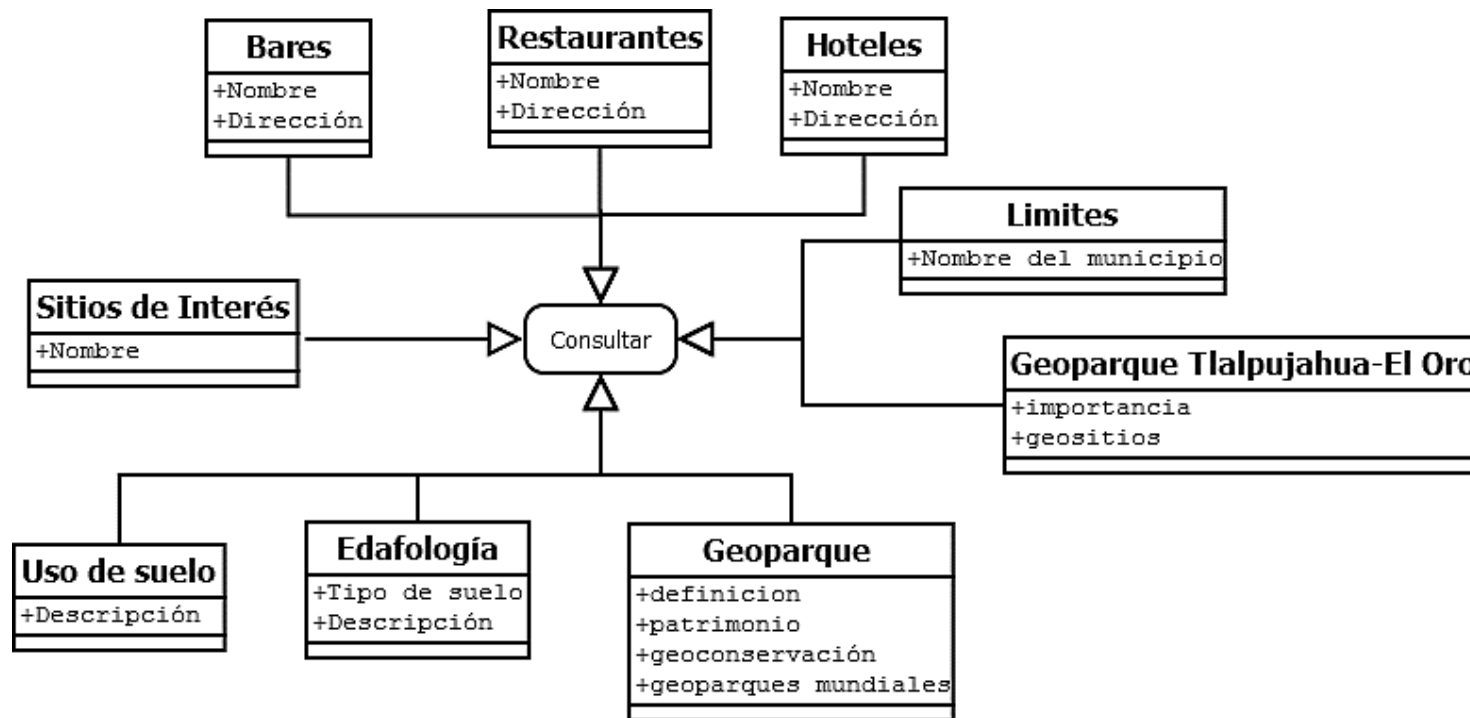 Bares
+Nombre
+Dirección
Restaurantes
+Nombre
+Dirección
Hoteles
+Nombre
+Dirección
Limites
+Nombre del municipio
Sitios de Interés
+Nombre
Consultar
Geoparque Tlalpujahua-El Oro
+importancia
+geositios
Uso de suelo
+Descripción
Edafología
+Tipo de suelo
+Descripción
Geoparque
+definicion
+patrimonio
+geoconservación
+geoparques mundiales